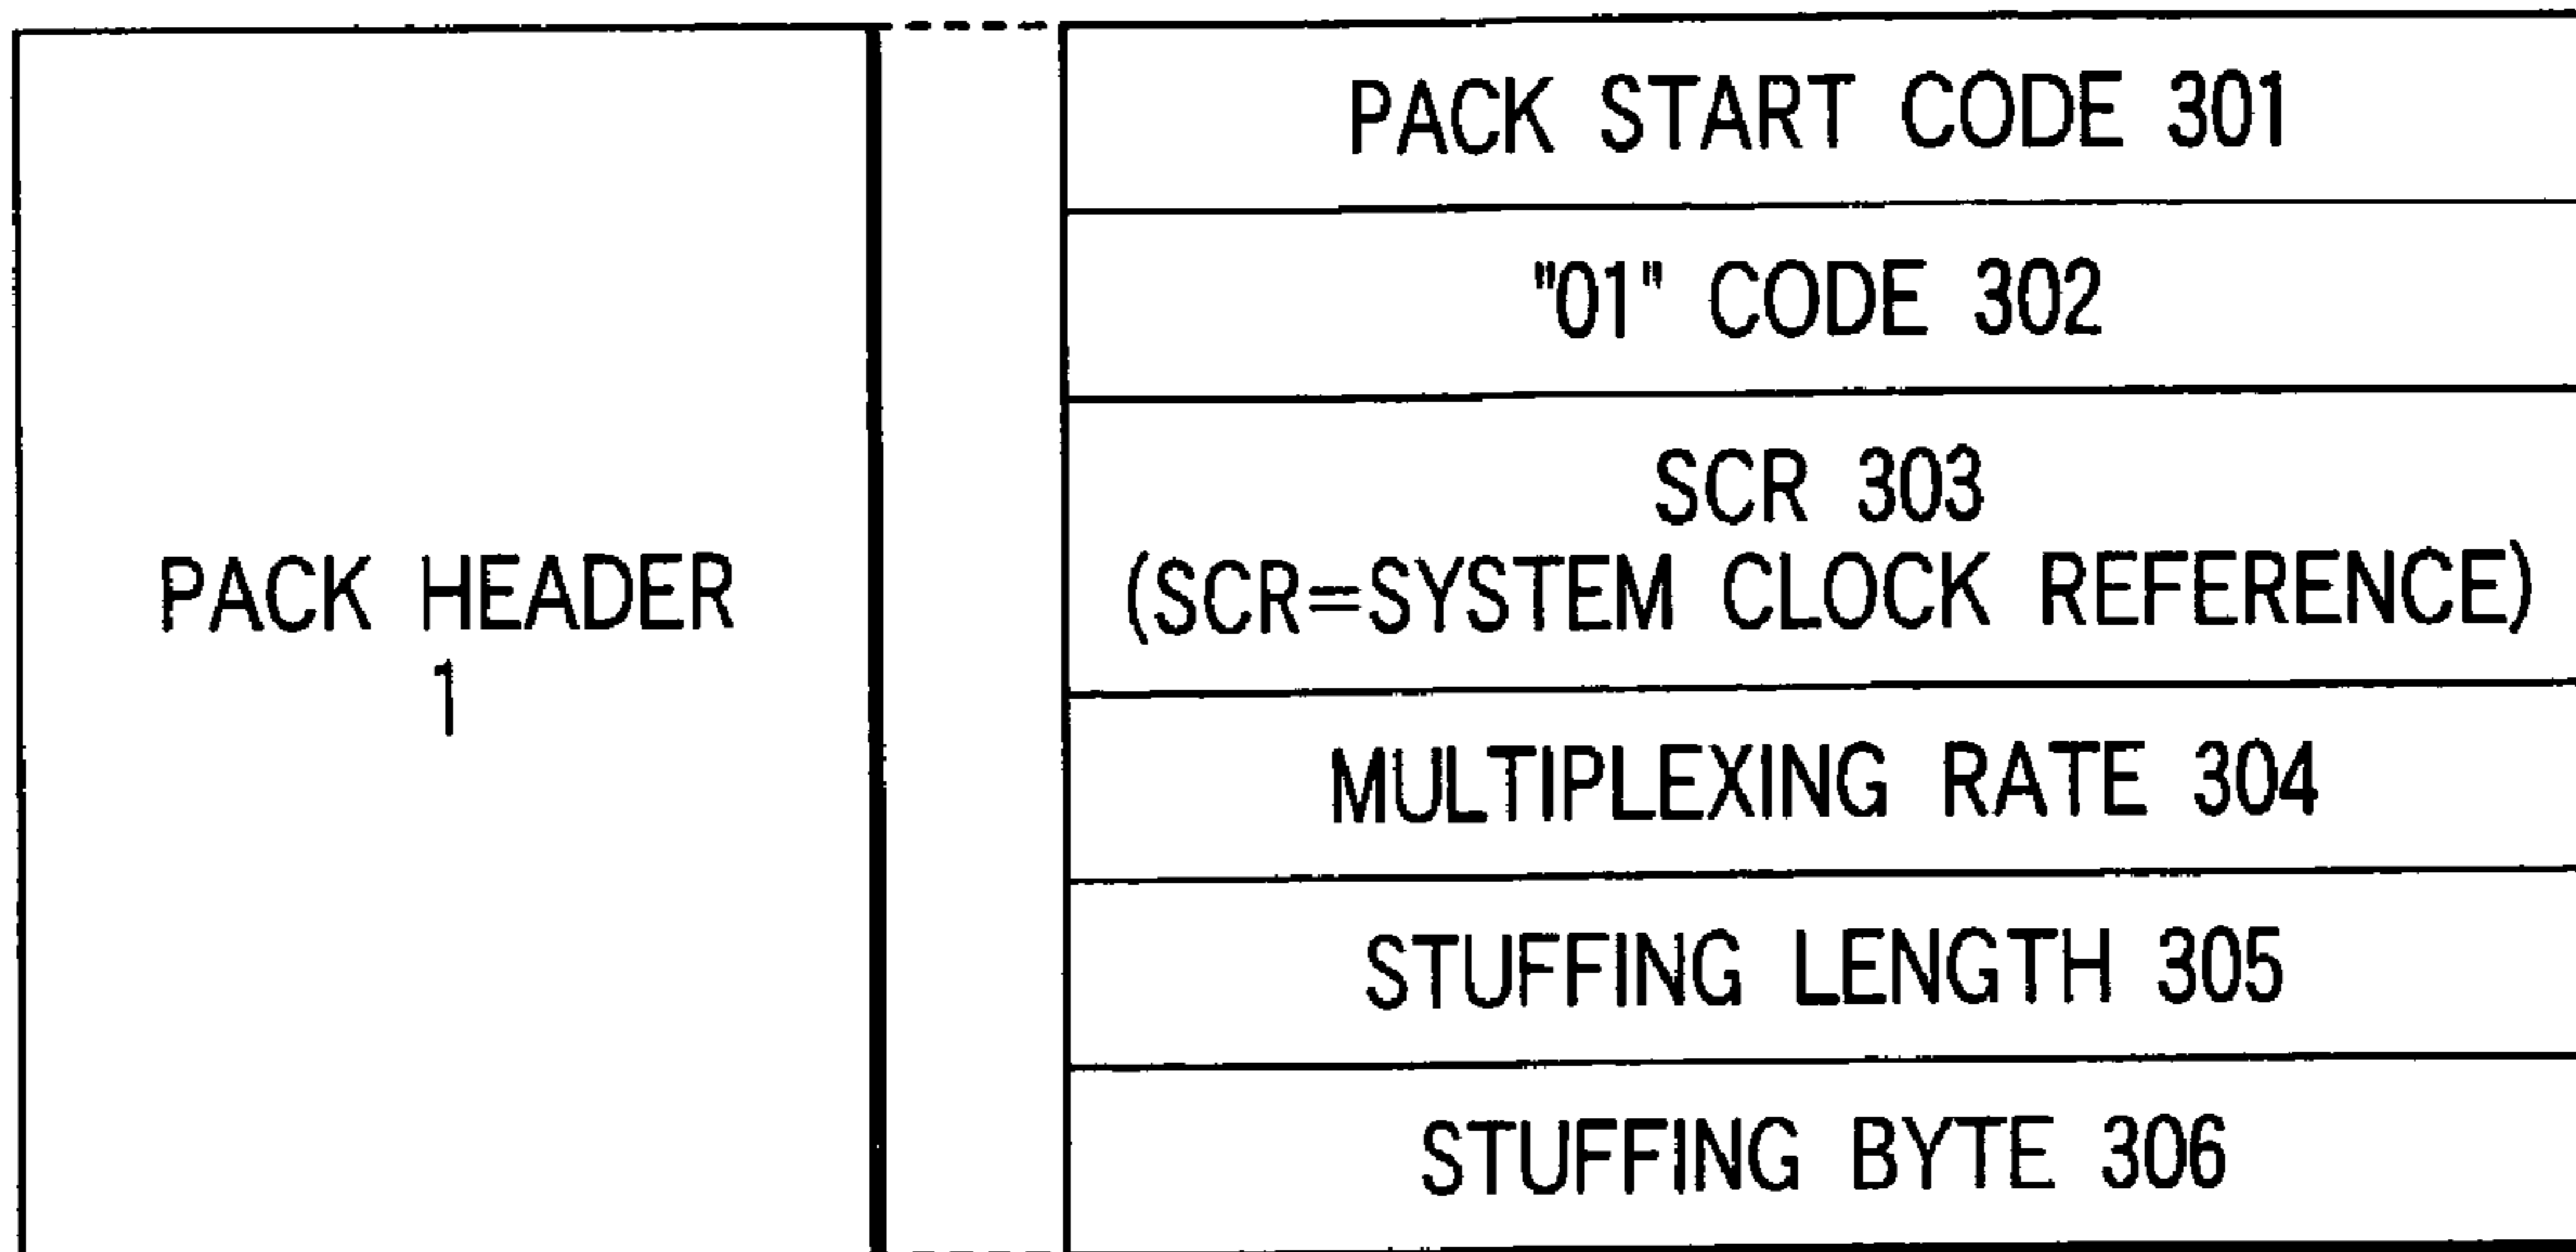 PACK HEADER
1
PACK START CODE 301
"01" CODE 302
SCR 303
(SCR=SYSTEM CLOCK REFERENCE)
MULTIPLEXING RATE 304
STUFFING LENGTH 305
STUFFING BYTE 306